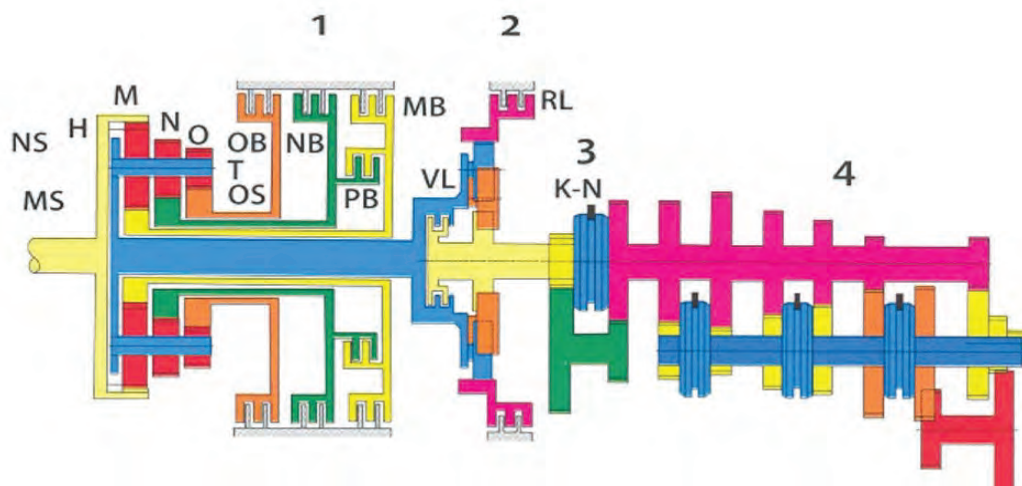 1 2
M MB RL
H N O
NS OB NB 3
T K-N 4
MS OS PB VL